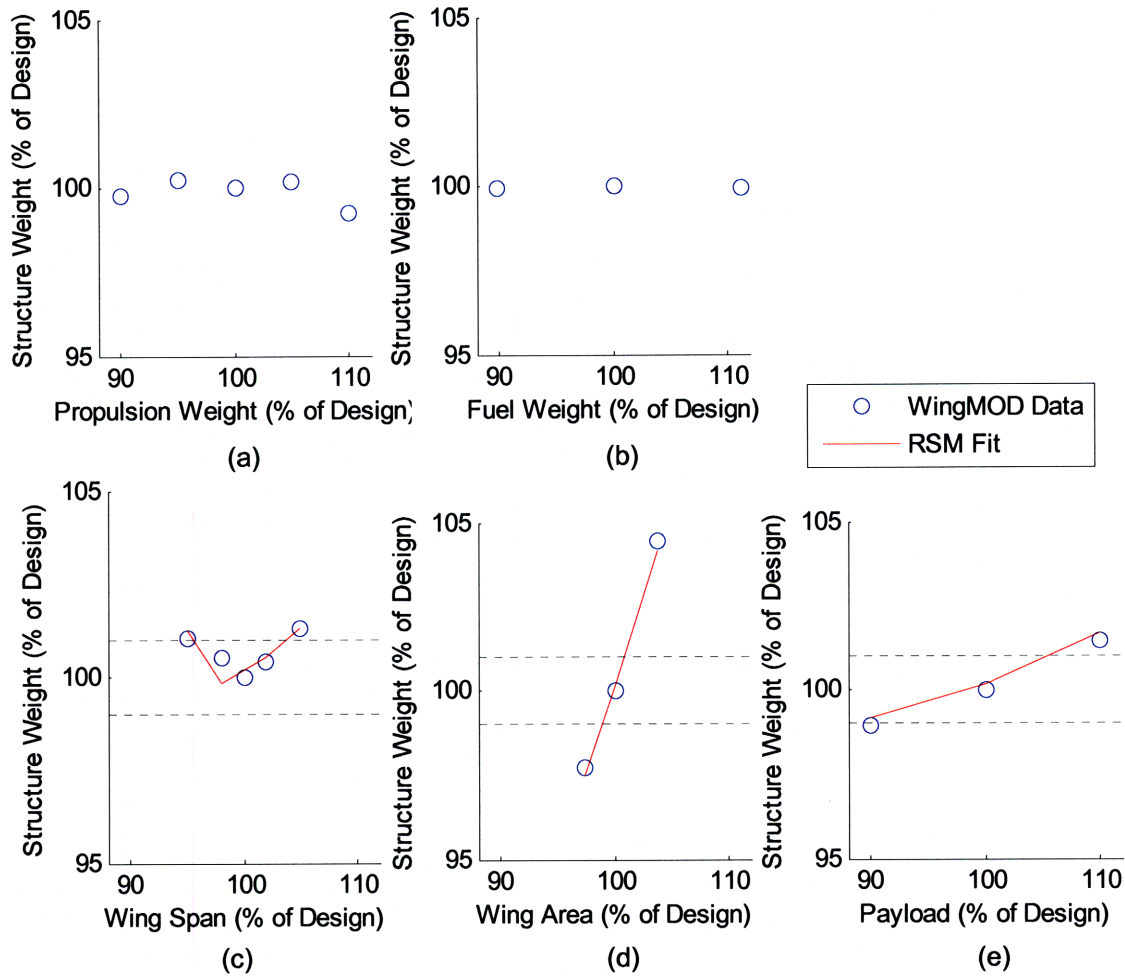 105
100
95
Structure Weight (% of Design)
90
100
110
Propulsion Weight (% of Design)
(a)
105
100
95
Structure Weight (% of Design)
90
100
110
Fuel Weight (% of Design)
(b)
WingMOD Data
RSM Fit
105
100
95
Structure Weight (% of Design)
90
100
110
Wing Span (% of Design)
(c)
105
100
95
Structure Weight (% of Design)
90
100
110
Wing Area (% of Design)
(d)
105
100
95
Structure Weight (% of Design)
90
100
110
Payload (% of Design)
(e)